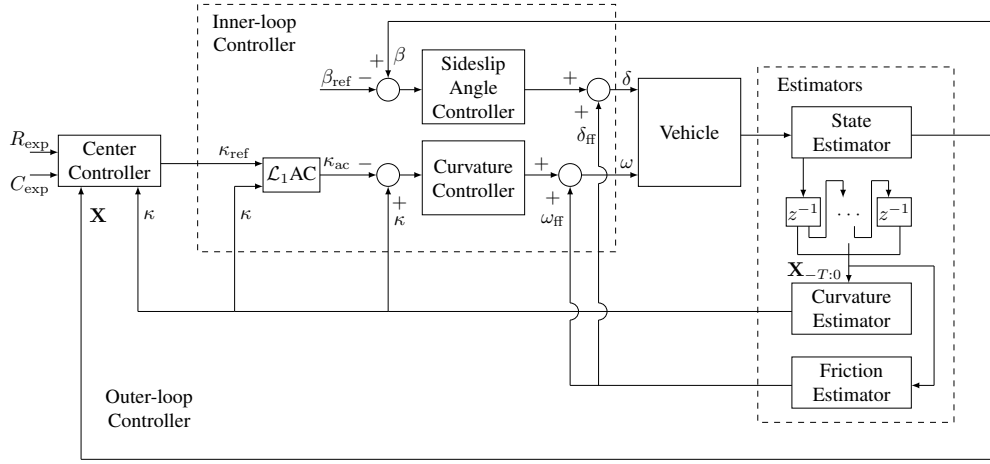 Inner-loop
Controller
+
β
β_ref
−
Sideslip
Angle
Controller
+
δ
+
δ_ff
Vehicle
Estimators
State
Estimator
R_exp
C_exp
Center
Controller
κ_ref
ℒ₁AC
κ_ac
−
+
κ
κ
Curvature
Controller
+
ω
+
ω_ff
X
κ
z⁻¹
···
z⁻¹
X_{−T:0}
Curvature
Estimator
Friction
Estimator
Outer-loop
Controller